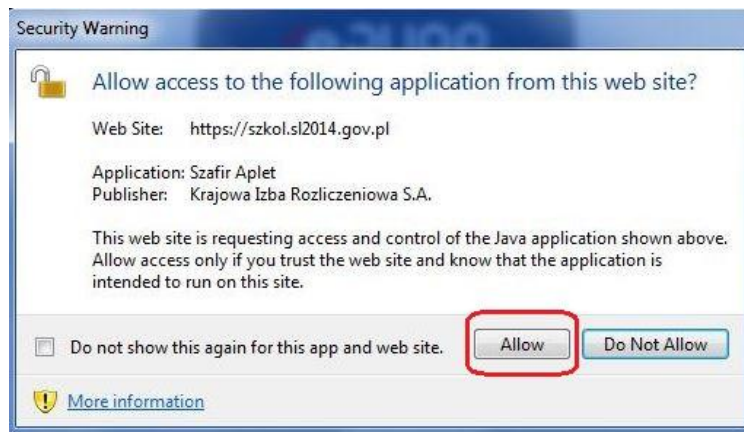 Security Warning
Allow access to the following application from this web site?
Web Site: https://szkol.sl2014.gov.pl
Application: Szafir Aplet
Publisher: Krajowa Izba Rozliczeniowa S.A.
This web site is requesting access and control of the Java application shown above.
Allow access only if you trust the web site and know that the application is
intended to run on this site.
Do not show this again for this app and web site. Allow Do Not Allow
More information